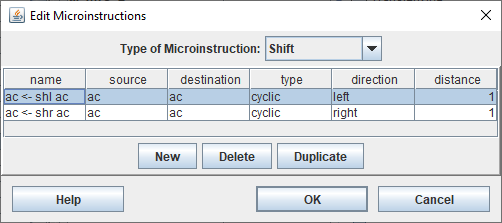 Edit Microinstructions
Type of Microinstruction: Shift
name source destination type direction distance
ac <- shl ac ac ac cyclic left 1
ac <- shr ac ac ac cyclic right 1
New Delete Duplicate
Help OK Cancel